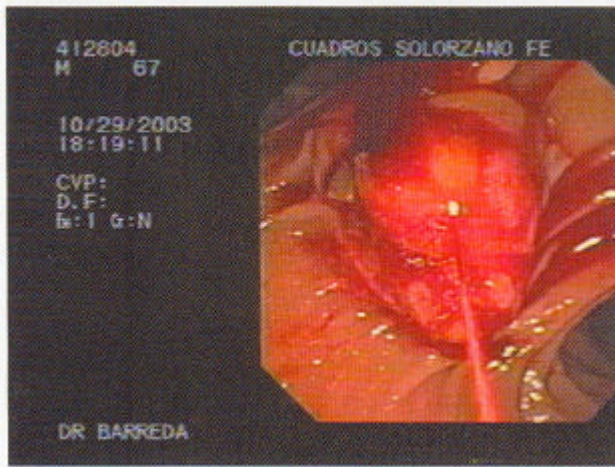 412804 CUADROS SOLORZANO FE
M 67
10/29/2003
18:19:11
CVP:
D.F:
G:N
DR BARREDA